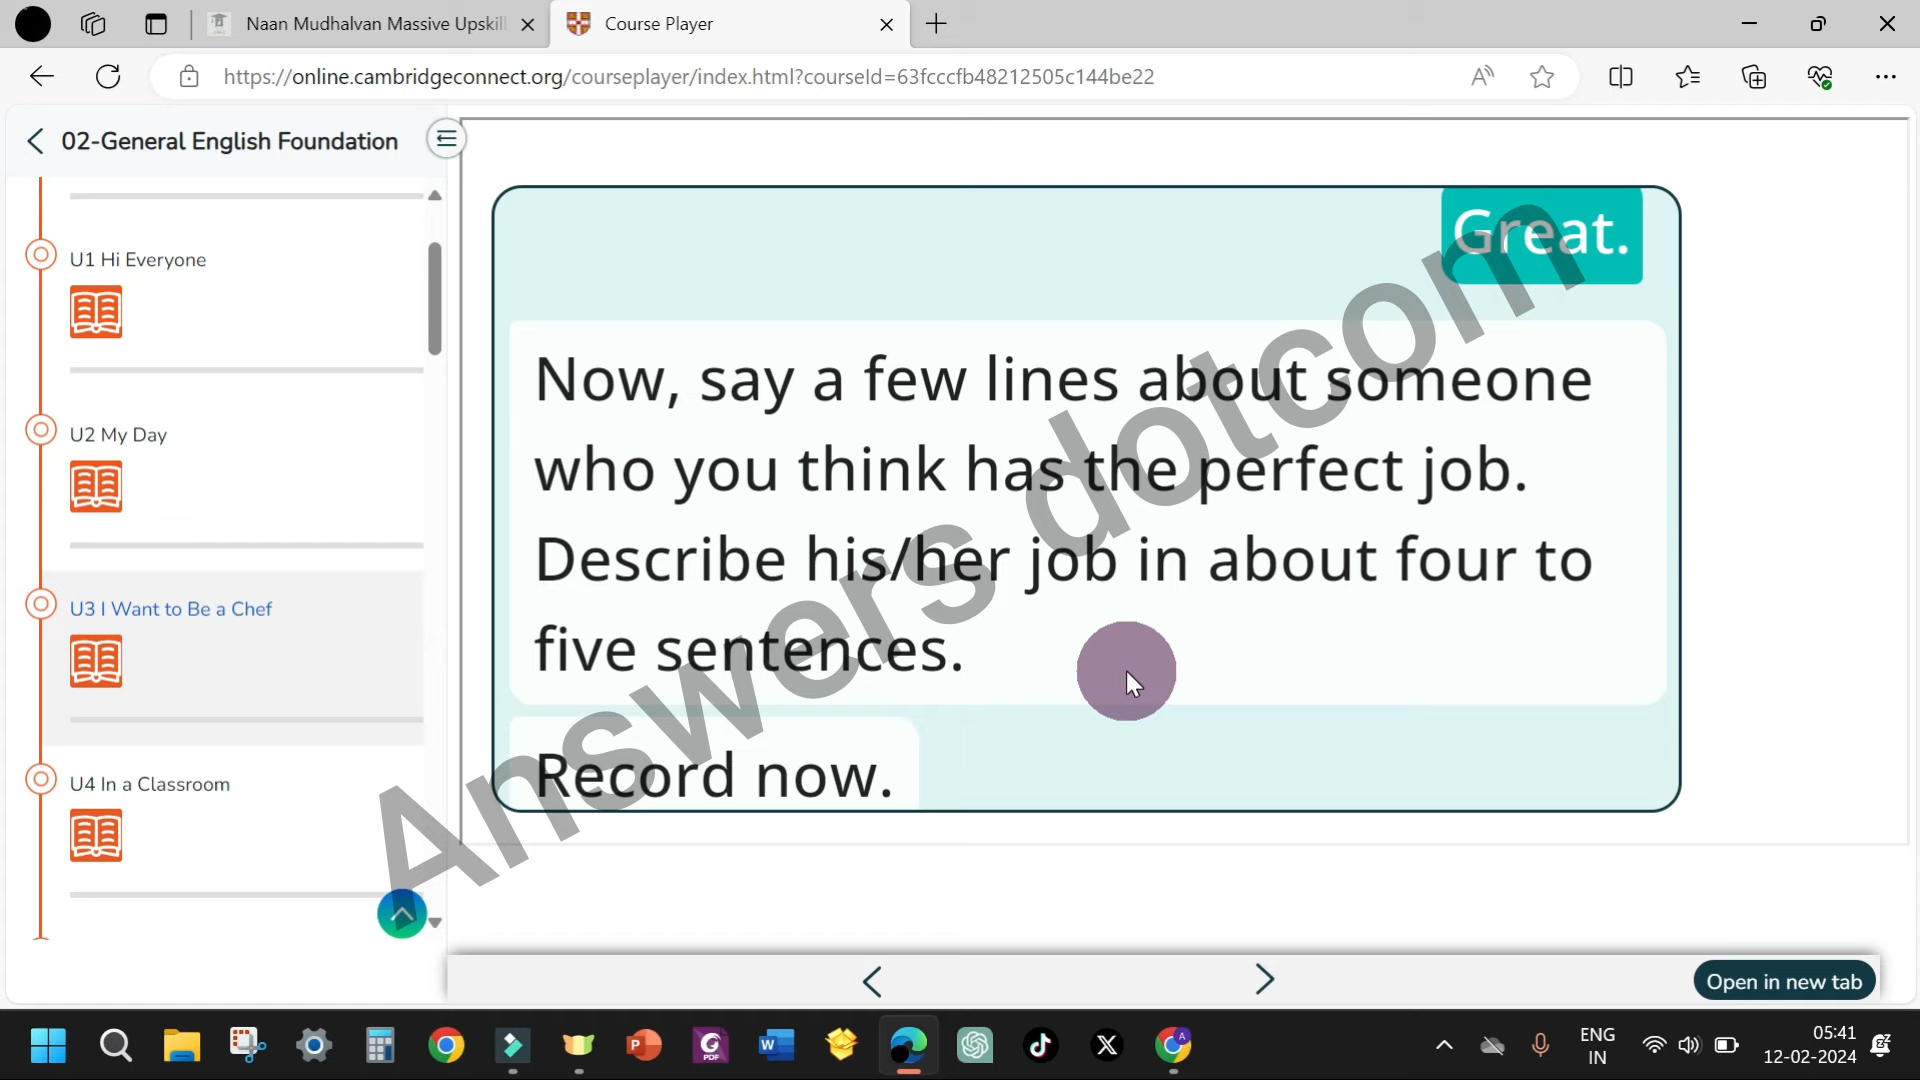 Naan Mudhalvan Massive Upskill
Course Player
https://online.cambridgeconnect.org/courseplayer/index.html?courseId=63fcccfb48212505c144be22
02-General English Foundation
U1 Hi Everyone
U2 My Day
U3 I Want to Be a Chef
U4 In a Classroom
Great.
Now, say a few lines about someone
who you think has the perfect job.
Describe his/her job in about four to
five sentences.
Record now.
Answers dotcom
Open in new tab
ENG
IN
05:41
12-02-2024